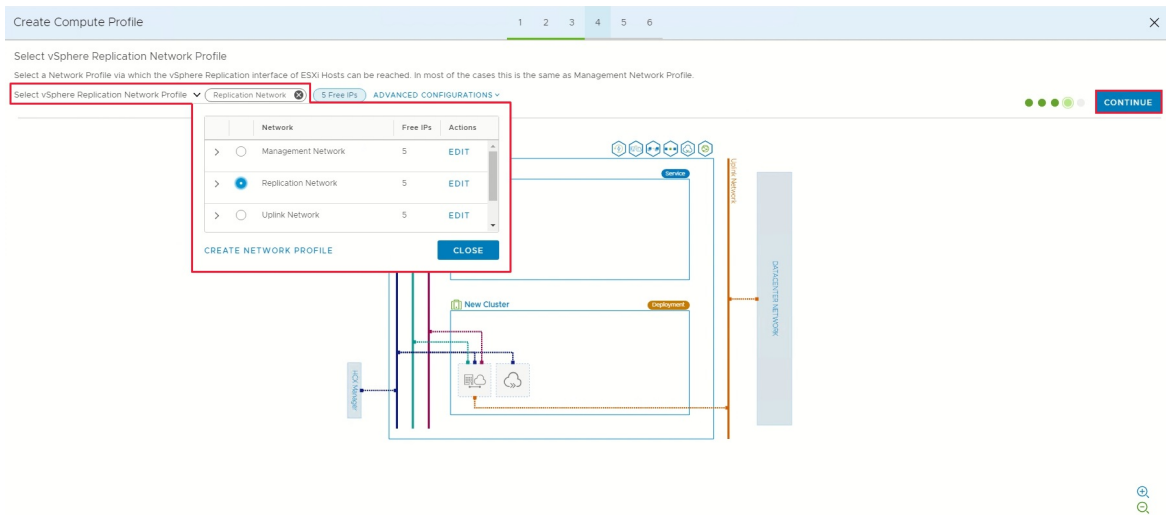 Create Compute Profile
1 2 3 4 5 6
Select vSphere Replication Network Profile
Select a Network Profile via which the vSphere Replication interface of ESXi Hosts can be reached. In most of the cases this is the same as Management Network Profile.
Select vSphere Replication Network Profile Replication Network 5 Free IPs ADVANCED CONFIGURATIONS
CONTINUE
Network Free IPs Actions
Management Network 5 EDIT
Replication Network 5 EDIT
Uplink Network 5 EDIT
CREATE NETWORK PROFILE CLOSE
Service
Uplink Network
DATACENTER NETWORK
New Cluster Deployment
HCX Manager